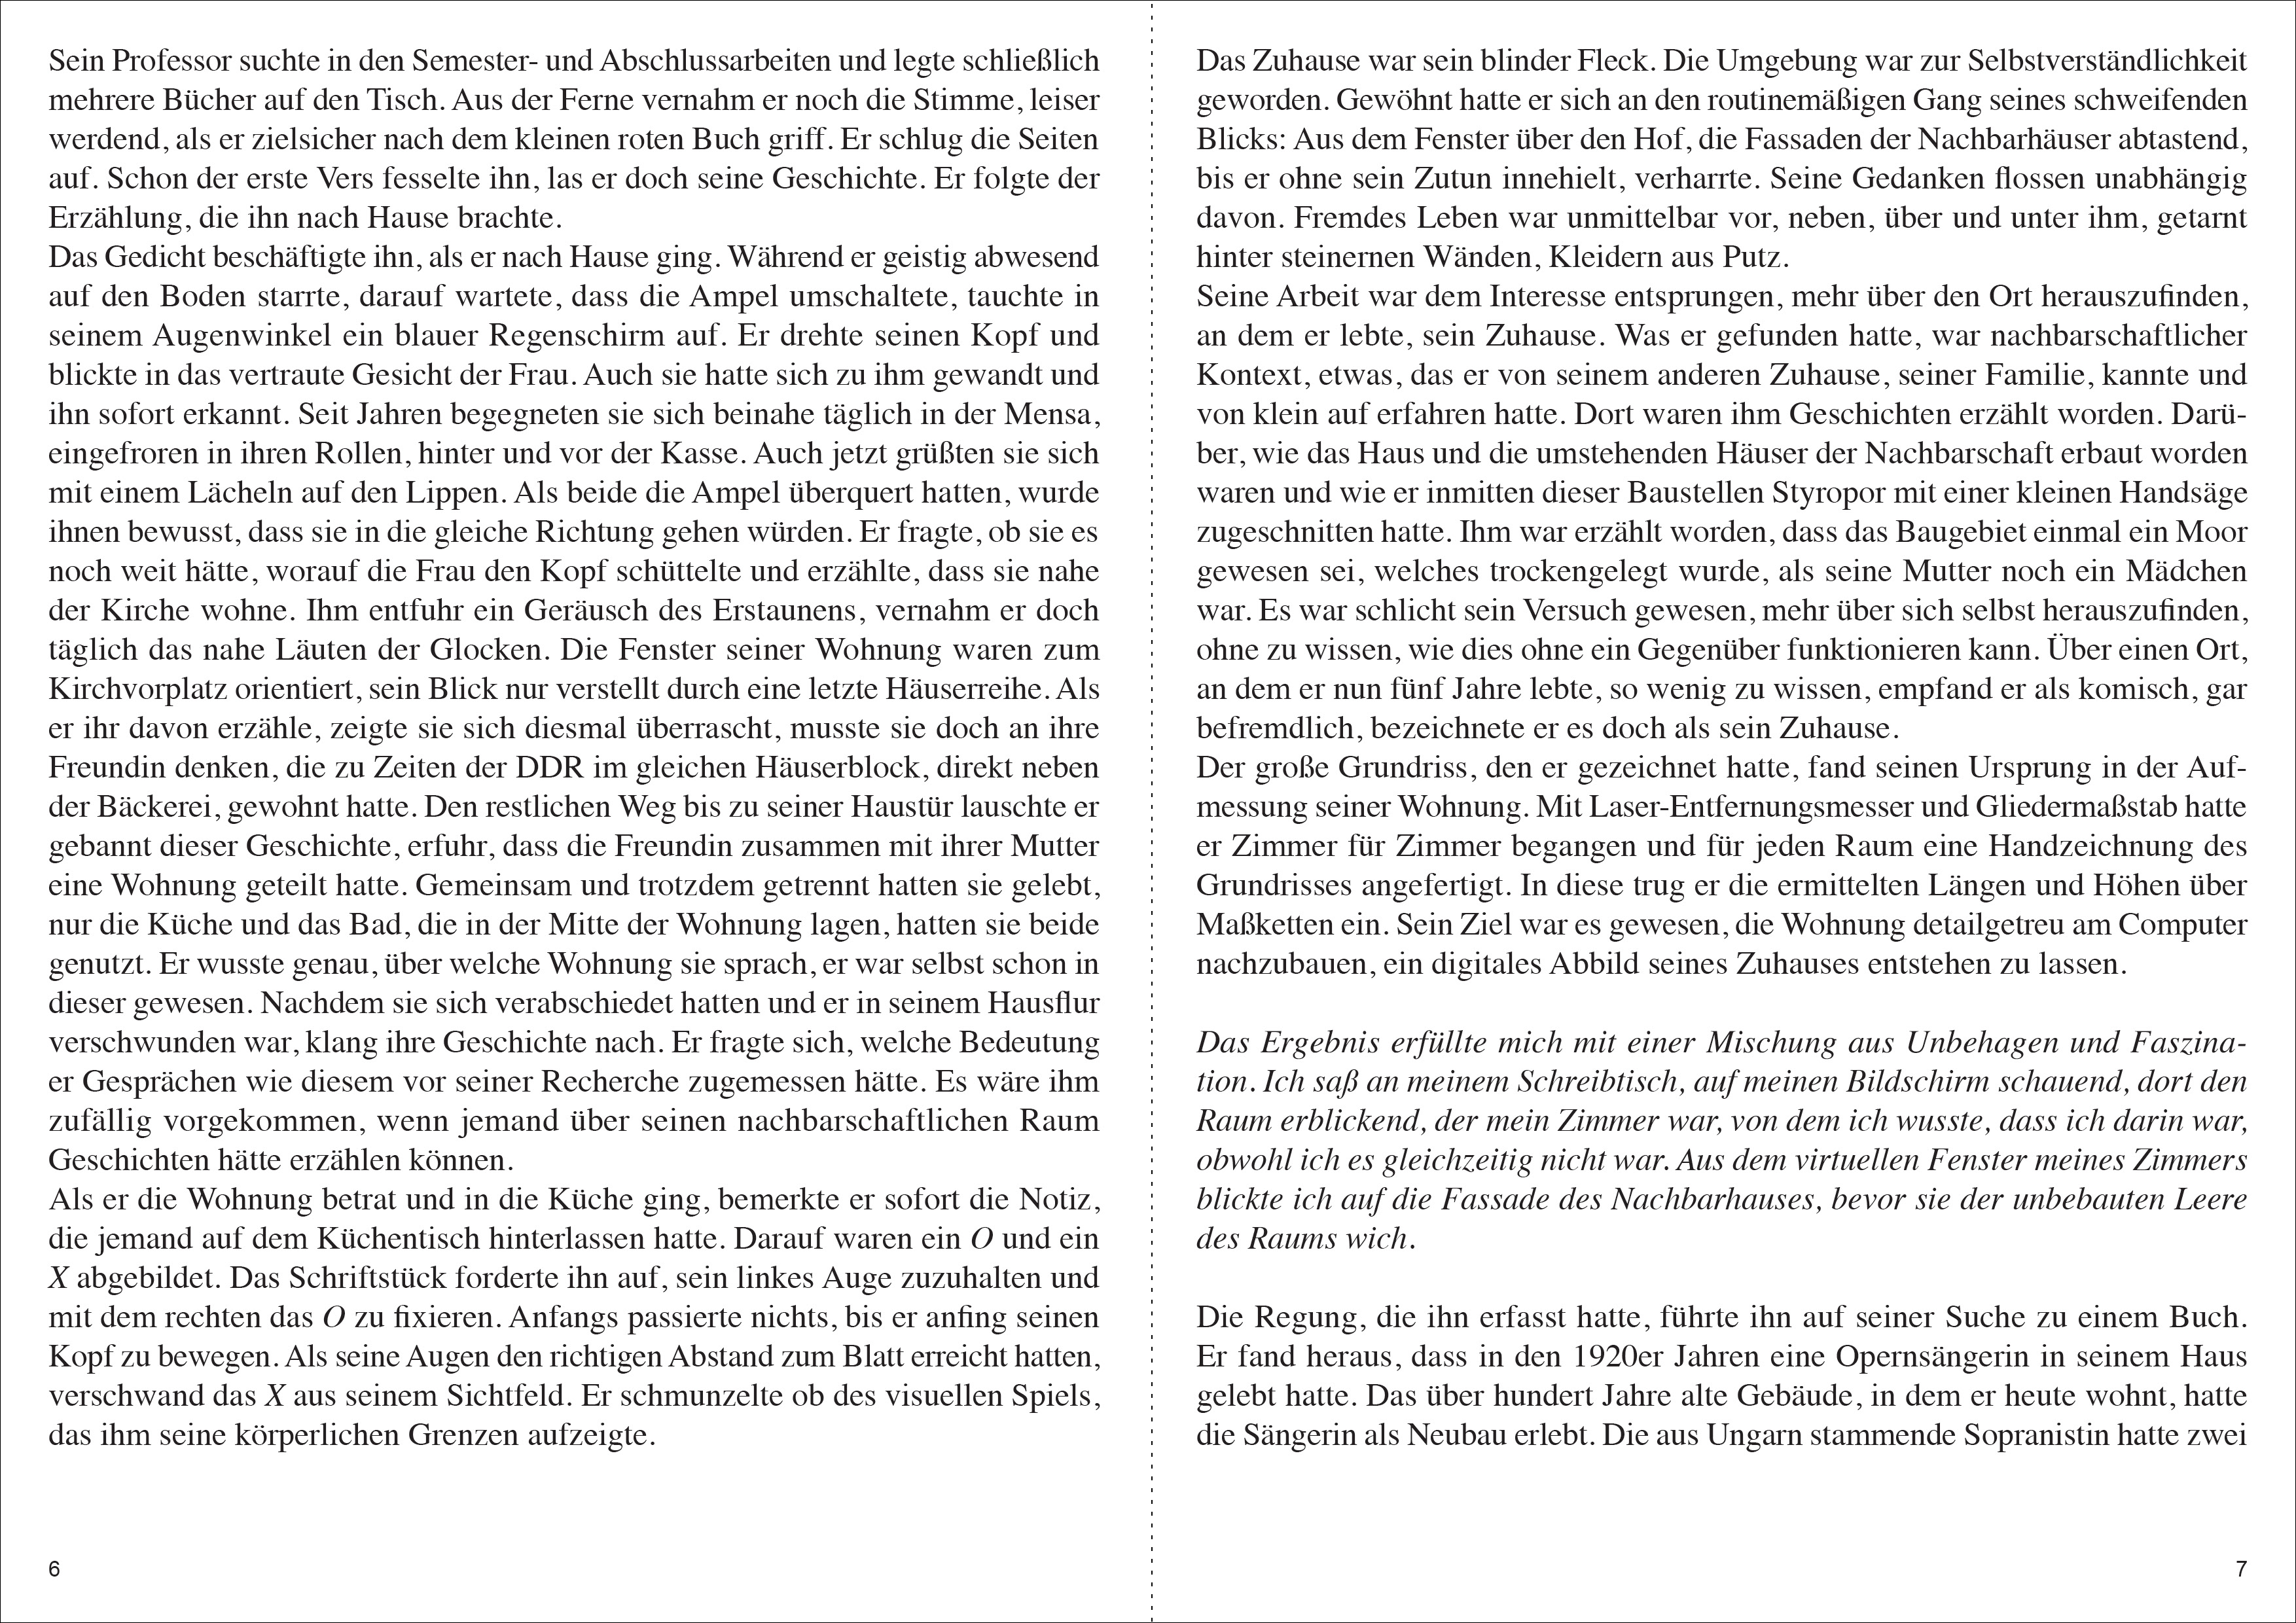 Sein Professor suchte in den Semester- und Abschlussarbeiten und legte schließlich
mehrere Bücher auf den Tisch. Aus der Ferne vernahm er noch die Stimme, leiser
werdend, als er zielsicher nach dem kleinen roten Buch griff. Er schlug die Seiten
auf. Schon der erste Vers fesselte ihn, las er doch seine Geschichte. Er folgte der
Erzählung, die ihn nach Hause brachte.
Das Gedicht beschäftigte ihn, als er nach Hause ging. Während er geistig abwesend
auf den Boden starrte, darauf wartete, dass die Ampel umschaltete, tauchte in
seinem Augenwinkel ein blauer Regenschirm auf. Er drehte seinen Kopf und
blickte in das vertraute Gesicht der Frau. Auch sie hatte sich zu ihm gewandt und
ihn sofort erkannt. Seit Jahren begegneten sie sich beinahe täglich in der Mensa,
eingefroren in ihren Rollen, hinter und vor der Kasse. Auch jetzt grüßten sie sich
mit einem Lächeln auf den Lippen. Als beide die Ampel überquert hatten, wurde
ihnen bewusst, dass sie in die gleiche Richtung gehen würden. Er fragte, ob sie es
noch weit hätte, worauf die Frau den Kopf schüttelte und erzählte, dass sie nahe
der Kirche wohne. Ihm entfuhr ein Geräusch des Erstaunens, vernahm er doch
täglich das nahe Läuten der Glocken. Die Fenster seiner Wohnung waren zum
Kirchvorplatz orientiert, sein Blick nur verstellt durch eine letzte Häuserreihe. Als
er ihr davon erzähle, zeigte sie sich diesmal überrascht, musste sie doch an ihre
Freundin denken, die zu Zeiten der DDR im gleichen Häuserblock, direkt neben
der Bäckerei, gewohnt hatte. Den restlichen Weg bis zu seiner Haustür lauschte er
gebannt dieser Geschichte, erfuhr, dass die Freundin zusammen mit ihrer Mutter
eine Wohnung geteilt hatte. Gemeinsam und trotzdem getrennt hatten sie gelebt,
nur die Küche und das Bad, die in der Mitte der Wohnung lagen, hatten sie beide
genutzt. Er wusste genau, über welche Wohnung sie sprach, er war selbst schon in
dieser gewesen. Nachdem sie sich verabschiedet hatten und er in seinem Hausflur
verschwunden war, klang ihre Geschichte nach. Er fragte sich, welche Bedeutung
er Gesprächen wie diesem vor seiner Recherche zugemessen hätte. Es wäre ihm
zufällig vorgekommen, wenn jemand über seinen nachbarschaftlichen Raum
Geschichten hätte erzählen können.
Als er die Wohnung betrat und in die Küche ging, bemerkte er sofort die Notiz,
die jemand auf dem Küchentisch hinterlassen hatte. Darauf waren ein O und ein
X abgebildet. Das Schriftstück forderte ihn auf, sein linkes Auge zuzuhalten und
mit dem rechten das O zu fixieren. Anfangs passierte nichts, bis er anfing seinen
Kopf zu bewegen. Als seine Augen den richtigen Abstand zum Blatt erreicht hatten,
verschwand das X aus seinem Sichtfeld. Er schmunzelte ob des visuellen Spiels,
das ihm seine körperlichen Grenzen aufzeigte.
6
Das Zuhause war sein blinder Fleck. Die Umgebung war zur Selbstverständlichkeit
geworden. Gewöhnt hatte er sich an den routinemäßigen Gang seines schweifenden
Blicks: Aus dem Fenster über den Hof, die Fassaden der Nachbarhäuser abtastend,
bis er ohne sein Zutun innehielt, verharrte. Seine Gedanken flossen unabhängig
davon. Fremdes Leben war unmittelbar vor, neben, über und unter ihm, getarnt
hinter steinernen Wänden, Kleidern aus Putz.
Seine Arbeit war dem Interesse entsprungen, mehr über den Ort herauszufinden,
an dem er lebte, sein Zuhause. Was er gefunden hatte, war nachbarschaftlicher
Kontext, etwas, das er von seinem anderen Zuhause, seiner Familie, kannte und
von klein auf erfahren hatte. Dort waren ihm Geschichten erzählt worden. Darü-
ber, wie das Haus und die umstehenden Häuser der Nachbarschaft erbaut worden
waren und wie er inmitten dieser Baustellen Styropor mit einer kleinen Handsäge
zugeschnitten hatte. Ihm war erzählt worden, dass das Baugebiet einmal ein Moor
gewesen sei, welches trockengelegt wurde, als seine Mutter noch ein Mädchen
war. Es war schlicht sein Versuch gewesen, mehr über sich selbst herauszufinden,
ohne zu wissen, wie dies ohne ein Gegenüber funktionieren kann. Über einen Ort,
an dem er nun fünf Jahre lebte, so wenig zu wissen, empfand er als komisch, gar
befremdlich, bezeichnete er es doch als sein Zuhause.
Der große Grundriss, den er gezeichnet hatte, fand seinen Ursprung in der Auf-
messung seiner Wohnung. Mit Laser-Entfernungsmesser und Gliedermaßstab hatte
er Zimmer für Zimmer begangen und für jeden Raum eine Handzeichnung des
Grundrisses angefertigt. In diese trug er die ermittelten Längen und Höhen über
Maßketten ein. Sein Ziel war es gewesen, die Wohnung detailgetreu am Computer
nachzubauen, ein digitales Abbild seines Zuhauses entstehen zu lassen.
Das Ergebnis erfüllte mich mit einer Mischung aus Unbehagen und Faszina-
tion. Ich saß an meinem Schreibtisch, auf meinen Bildschirm schauend, dort den
Raum erblickend, der mein Zimmer war, von dem ich wusste, dass ich darin war,
obwohl ich es gleichzeitig nicht war. Aus dem virtuellen Fenster meines Zimmers
blickte ich auf die Fassade des Nachbarhauses, bevor sie der unbebauten Leere
des Raums wich.
Die Regung, die ihn erfasst hatte, führte ihn auf seiner Suche zu einem Buch.
Er fand heraus, dass in den 1920er Jahren eine Opernsängerin in seinem Haus
gelebt hatte. Das über hundert Jahre alte Gebäude, in dem er heute wohnt, hatte
die Sängerin als Neubau erlebt. Die aus Ungarn stammende Sopranistin hatte zwei
7